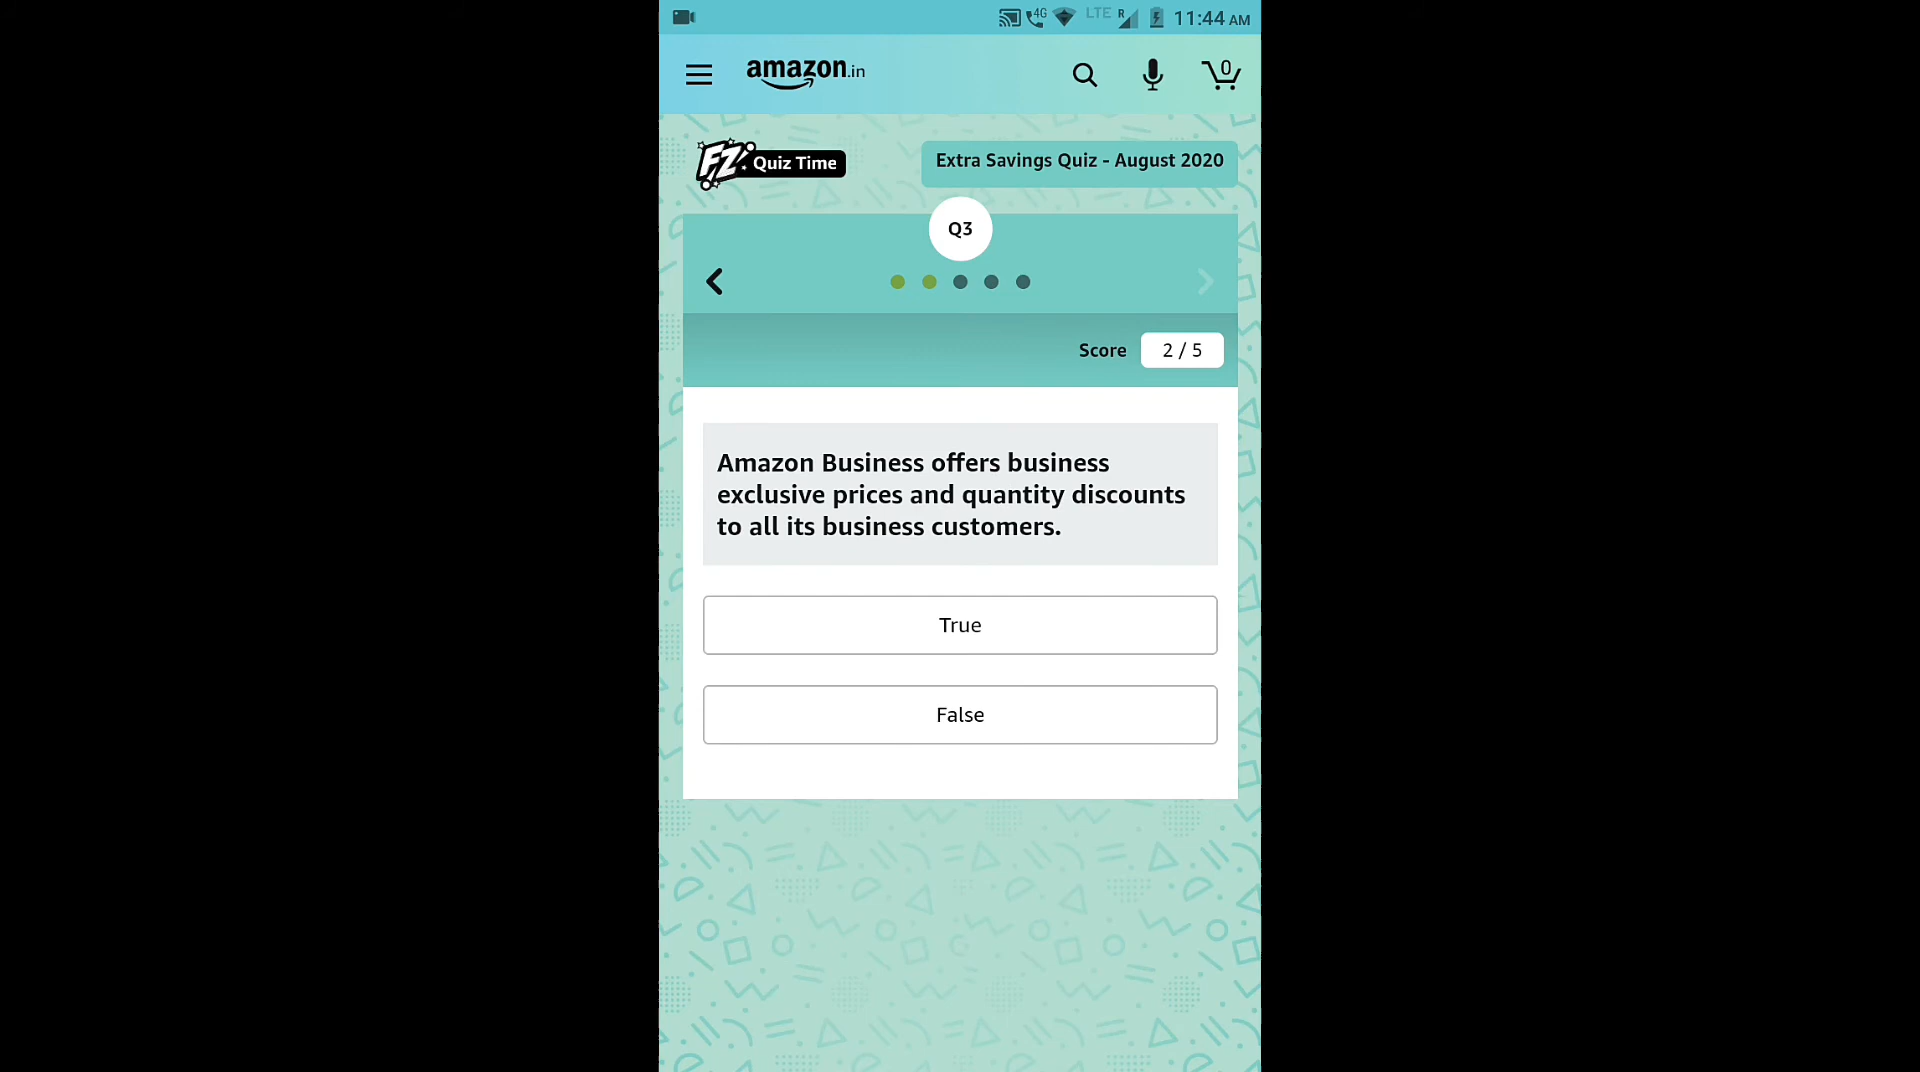 4G LTE R 11:44 AM
amazon.in
0
FZ Quiz Time
Extra Savings Quiz - August 2020
Q3
Score 2 / 5
Amazon Business offers business
exclusive prices and quantity discounts
to all its business customers.
True
False